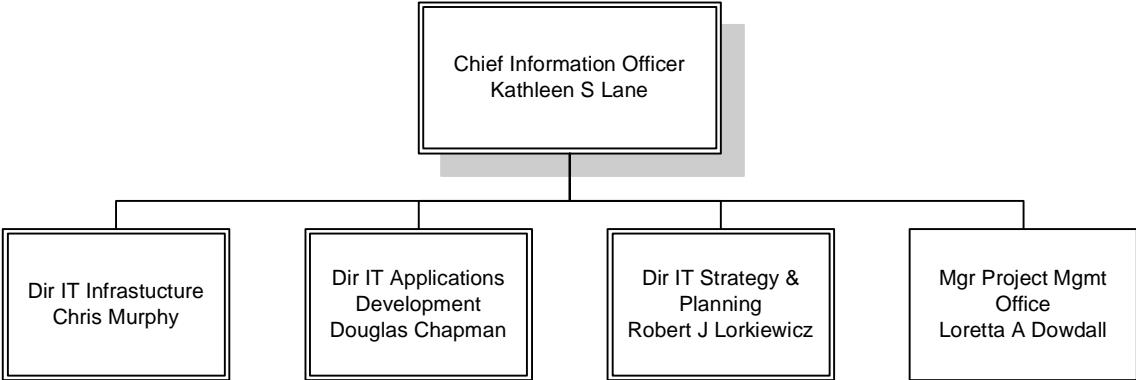 Chief Information Officer
Kathleen S Lane
Dir IT Infrastucture
Chris Murphy
Dir IT Applications
Development
Douglas Chapman
Dir IT Strategy &
Planning
Robert J Lorkiewicz
Mgr Project Mgmt
Office
Loretta A Dowdall